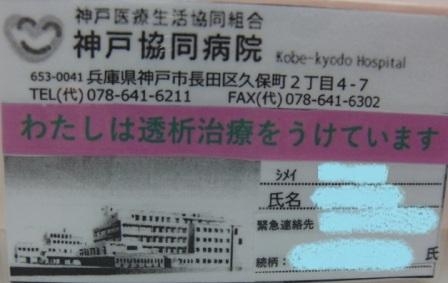 神戸医療生活協同組合
神戸協同病院 Kobe-kyodo Hospital
653-0041 兵庫県神戸市長田区久保町2丁目4-7
TEL(代) 078-641-6211 FAX(代) 078-641-6302
わたしは透析治療をうけています
シメイ
氏名
緊急連絡先
氏
続柄: